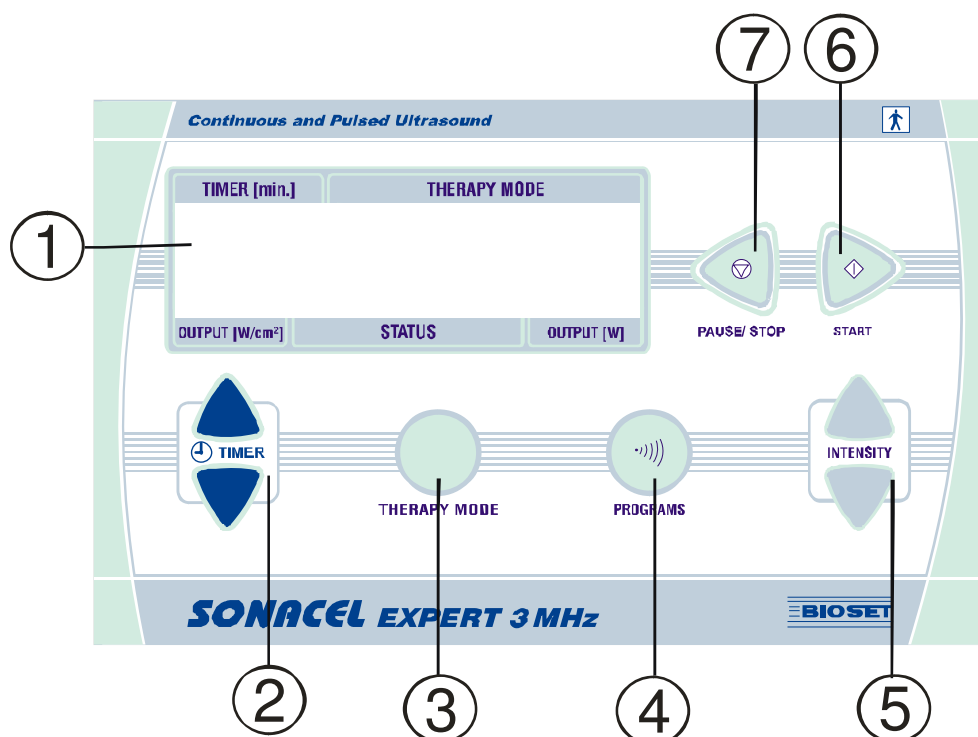 7 6
Continuous and Pulsed Ultrasound
TIMER [min.] THERAPY MODE
1
OUTPUT [W/cm²] STATUS OUTPUT [W]
PAUSE/ STOP START
TIMER INTENSITY
THERAPY MODE PROGRAMS
SONACEL EXPERT 3 MHz BIOSET
2 3 4 5